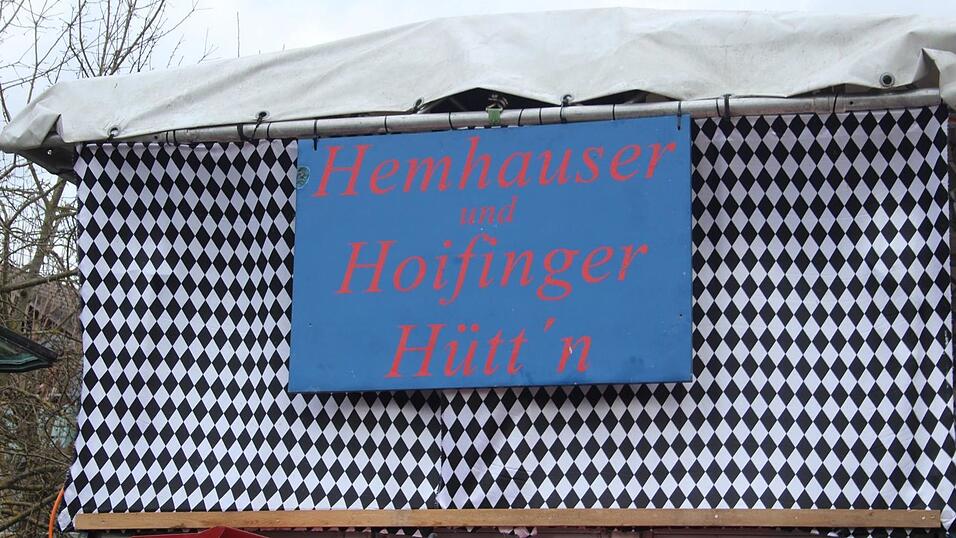 Hemhauser
und
Hoifinger
Hütt´n